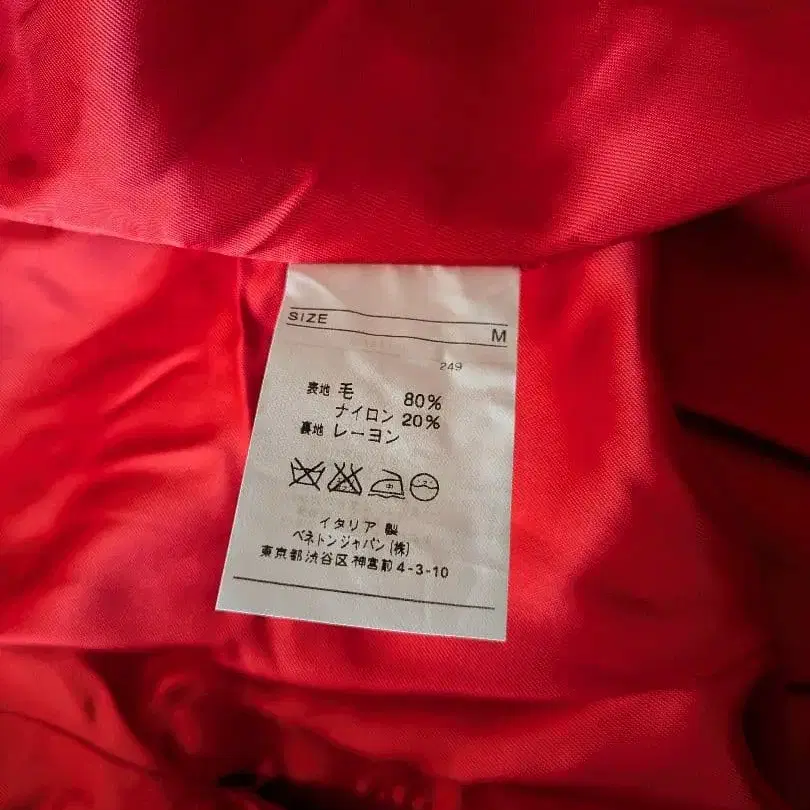 SIZE M
249
表地 毛 80%
ナイロン 20%
裏地 レーヨン
イタリア 製
ベネトンジャパン(株)
東京都渋谷区神宮前4-3-10